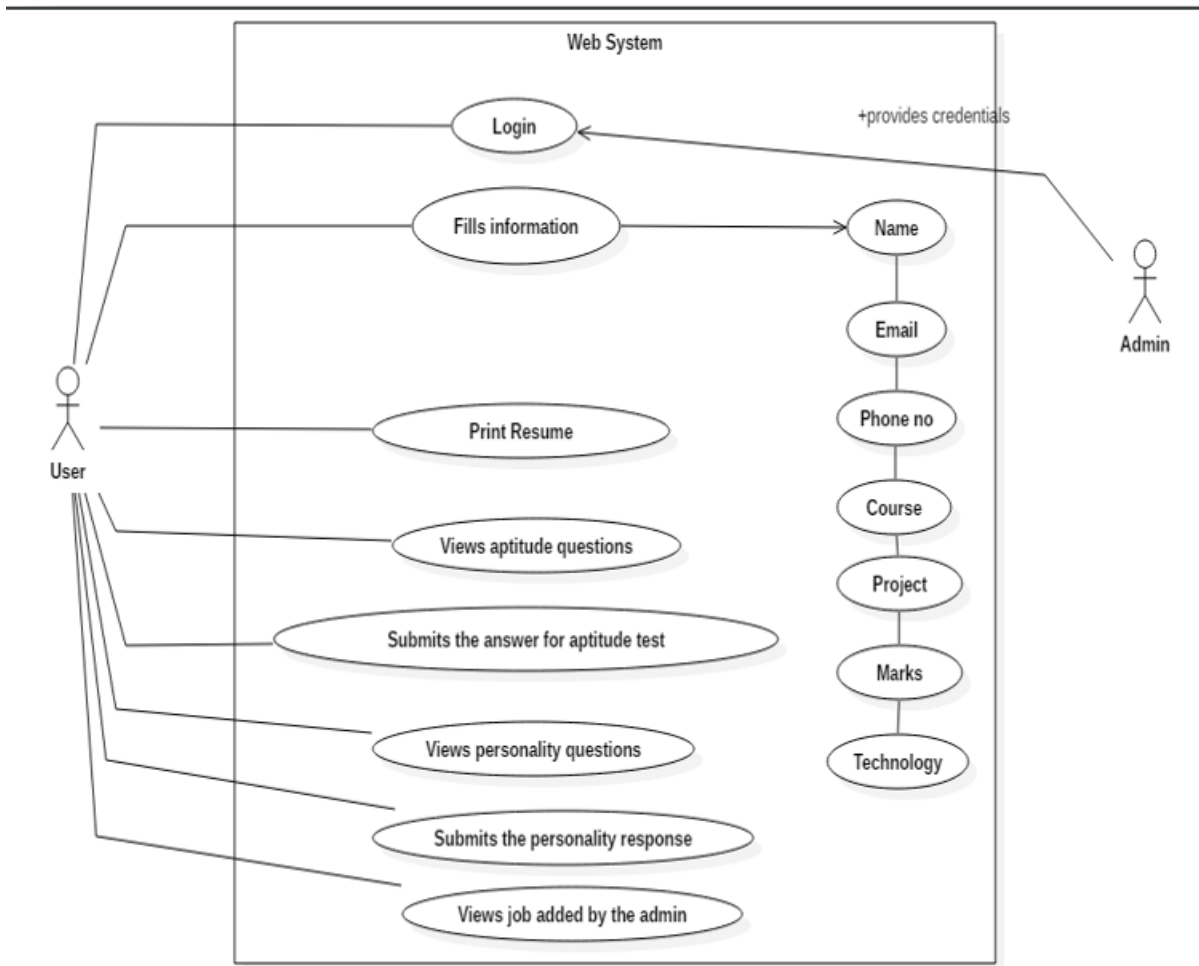 Web System
+provides credentials
Login
Fills information
Name
Email
Admin
Phone no
Print Resume
User
Course
Views aptitude questions
Project
Submits the answer for aptitude test
Marks
Views personality questions
Technology
Submits the personality response
Views job added by the admin